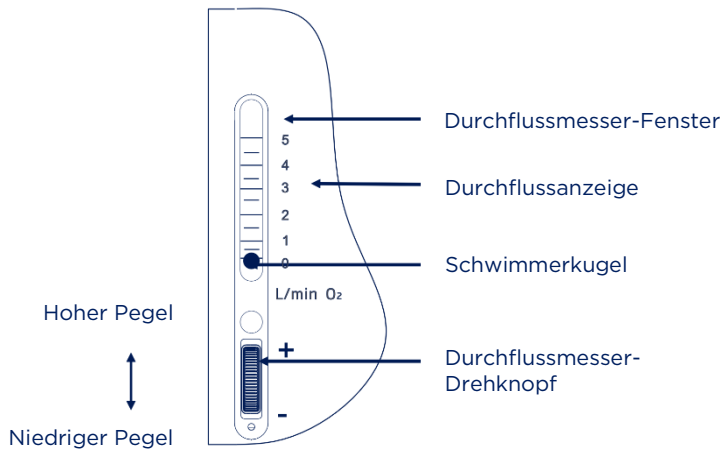 Durchflussmesser-Fenster
5
4
Durchflussanzeige
3
2
1
Schwimmerkugel
0
L/min O₂
Hoher Pegel
+
Durchflussmesser-
Drehknopf
-
Niedriger Pegel